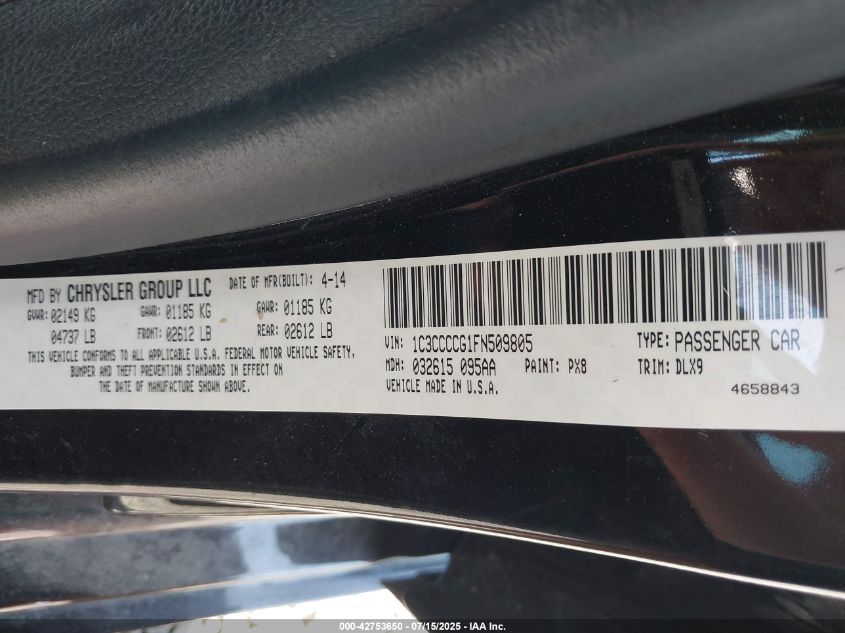 MFD BY CHRYSLER GROUP LLC DATE OF MFR(BUILT): 4-14
GVWR: 02149 KG GAWR: 01185 KG GAWR: 01185 KG
04737 LB FRONT: 02612 LB REAR: 02612 LB
THIS VEHICLE CONFORMS TO ALL APPLICABLE U.S.A. FEDERAL MOTOR VEHICLE SAFETY,
BUMPER AND THEFT PREVENTION STANDARDS IN EFFECT ON
THE DATE OF MANUFACTURE SHOWN ABOVE.
VIN: 1C3CCCCG1FN509805 TYPE: PASSENGER CAR
MDH: 032615 095AA PAINT: PX8 TRIM: DLX9
VEHICLE MADE IN U.S.A. 4658843
000-42753650 - 07/15/2025 - IAA Inc.